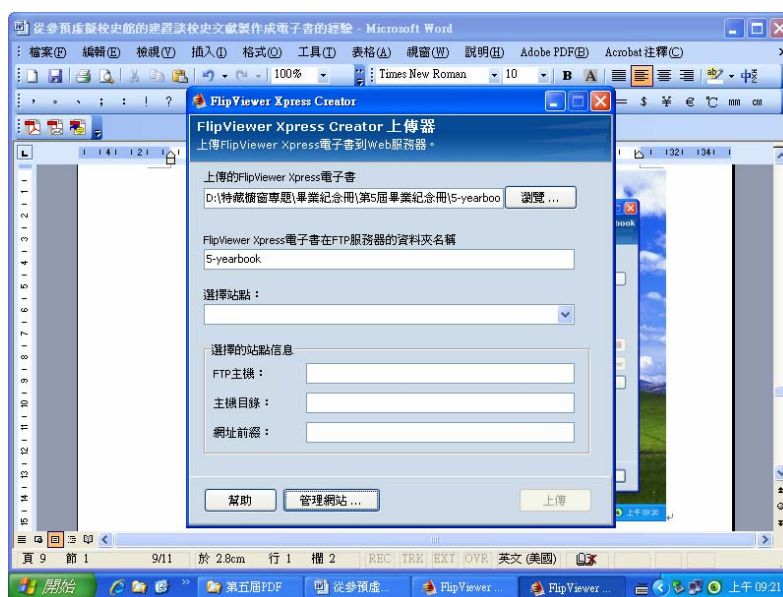 從參預虛擬校史館的建置談校史文獻製作成電子書的經驗 - Microsoft Word
檔案(F) 編輯(E) 檢視(V) 插入(I) 格式(O) 工具(T) 表格(A) 視窗(W) 說明(H) Adobe PDF(B) Acrobat 注釋(C)
100% Times New Roman 10 B A
FlipViewer Xpress Creator
FlipViewer Xpress Creator 上傳器
上傳FlipViewer Xpress電子書到Web服務器。
上傳的FlipViewer Xpress電子書
D:\特藏櫥窗專題\畢業紀念冊\第5屆畢業紀念冊\5-yearboo
瀏覽 ...
FlipViewer Xpress電子書在FTP服務器的資料夾名稱
5-yearbook
選擇站點：
選擇的站點信息
FTP主機：
主機目錄：
網址前綴：
幫助 管理網站 ... 上傳
上午 09:20
頁 9 節 1 9/11 於 2.8cm 行 1 欄 2 REC TRK EXT OVR 英文 (美國)
開始 第五屆PDF 從參預虛... FlipViewer ... FlipViewer ... 上午 09:21